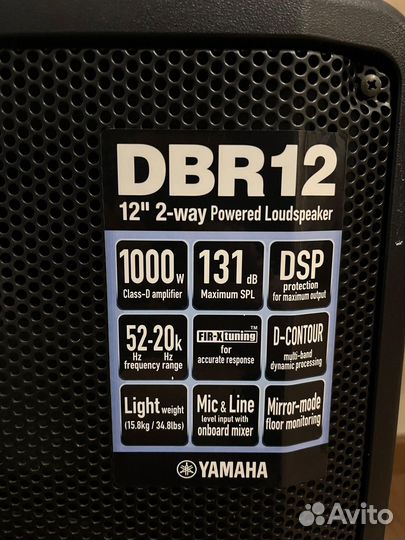 DBR12
12" 2-way Powered Loudspeaker
1000 W
Class-D amplifier
131 dB
Maximum SPL
DSP
protection
for maximum output
52-20k
Hz Hz
frequency range
FIR-X tuning™
for
accurate response
D-CONTOUR
multi-band
dynamic processing
Light weight
(15.8kg / 34.8lbs)
Mic & Line
level input with
onboard mixer
Mirror-mode
floor monitoring
YAMAHA
Avito